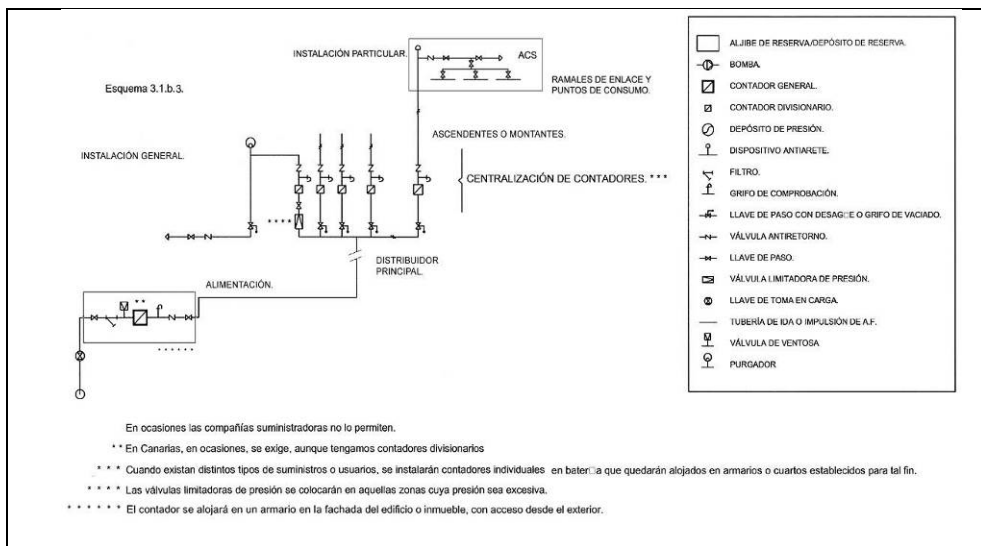 INSTALACIÓN PARTICULAR.
ACS
RAMALES DE ENLACE Y
PUNTOS DE CONSUMO.
Esquema 3.1.b.3.
ASCENDENTES O MONTANTES.
INSTALACIÓN GENERAL.
CENTRALIZACIÓN DE CONTADORES. * * *
* * * *
DISTRIBUIDOR
PRINCIPAL.
ALIMENTACIÓN.
* *
* * * * * *
ALJIBE DE RESERVA/DEPÓSITO DE RESERVA.
BOMBA.
CONTADOR GENERAL.
CONTADOR DIVISIONARIO.
DEPÓSITO DE PRESIÓN.
DISPOSITIVO ANTIARETE.
FILTRO.
GRIFO DE COMPROBACIÓN.
LLAVE DE PASO CON DESAG□E O GRIFO DE VACIADO.
VÁLVULA ANTIRETORNO.
LLAVE DE PASO.
VÁLVULA LIMITADORA DE PRESIÓN.
LLAVE DE TOMA EN CARGA.
TUBERÍA DE IDA O IMPULSIÓN DE A.F.
VÁLVULA DE VENTOSA
PURGADOR
En ocasiones las compañías suministradoras no lo permiten.
* * En Canarias, en ocasiones, se exige, aunque tengamos contadores divisionarios
* * * Cuando existan distintos tipos de suministros o usuarios, se instalarán contadores individuales en bater□a que quedarán alojados en armarios o cuartos establecidos para tal fin.
* * * * Las válvulas limitadoras de presión se colocarán en aquellas zonas cuya presión sea excesiva.
* * * * * * El contador se alojará en un armario en la fachada del edificio o inmueble, con acceso desde el exterior.